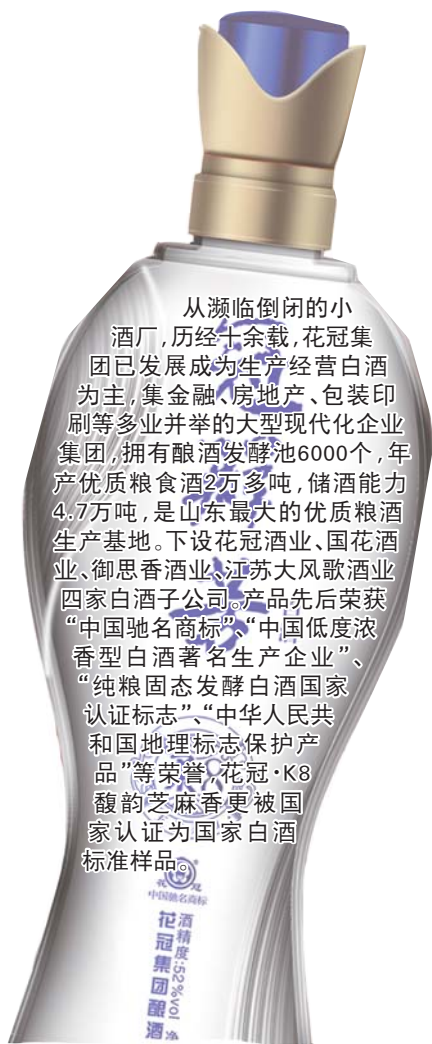 从濒临倒闭的小
酒厂,历经十余载,花冠集
团已发展成为生产经营白酒
为主,集金融、房地产、包装印
刷等多业并举的大型现代化企业
集团,拥有酿酒发酵池6000个,年
产优质粮食酒2万多吨,储酒能力
4.7万吨,是山东最大的优质粮酒
生产基地。下设花冠酒业、国花酒
业、御思香酒业、江苏大风歌酒业
四家白酒子公司。产品先后荣获
“中国驰名商标”、“中国低度浓
香型白酒著名生产企业”、
“纯粮固态发酵白酒国家
认证标志”、“中华人民共
和国地理标志保护产
品”等荣誉,花冠·K8
馥韵芝麻香更被国
家认证为国家白酒
标准样品。
花冠
中国驰名商标
酒精度:52%vol 净
花冠集团酿酒